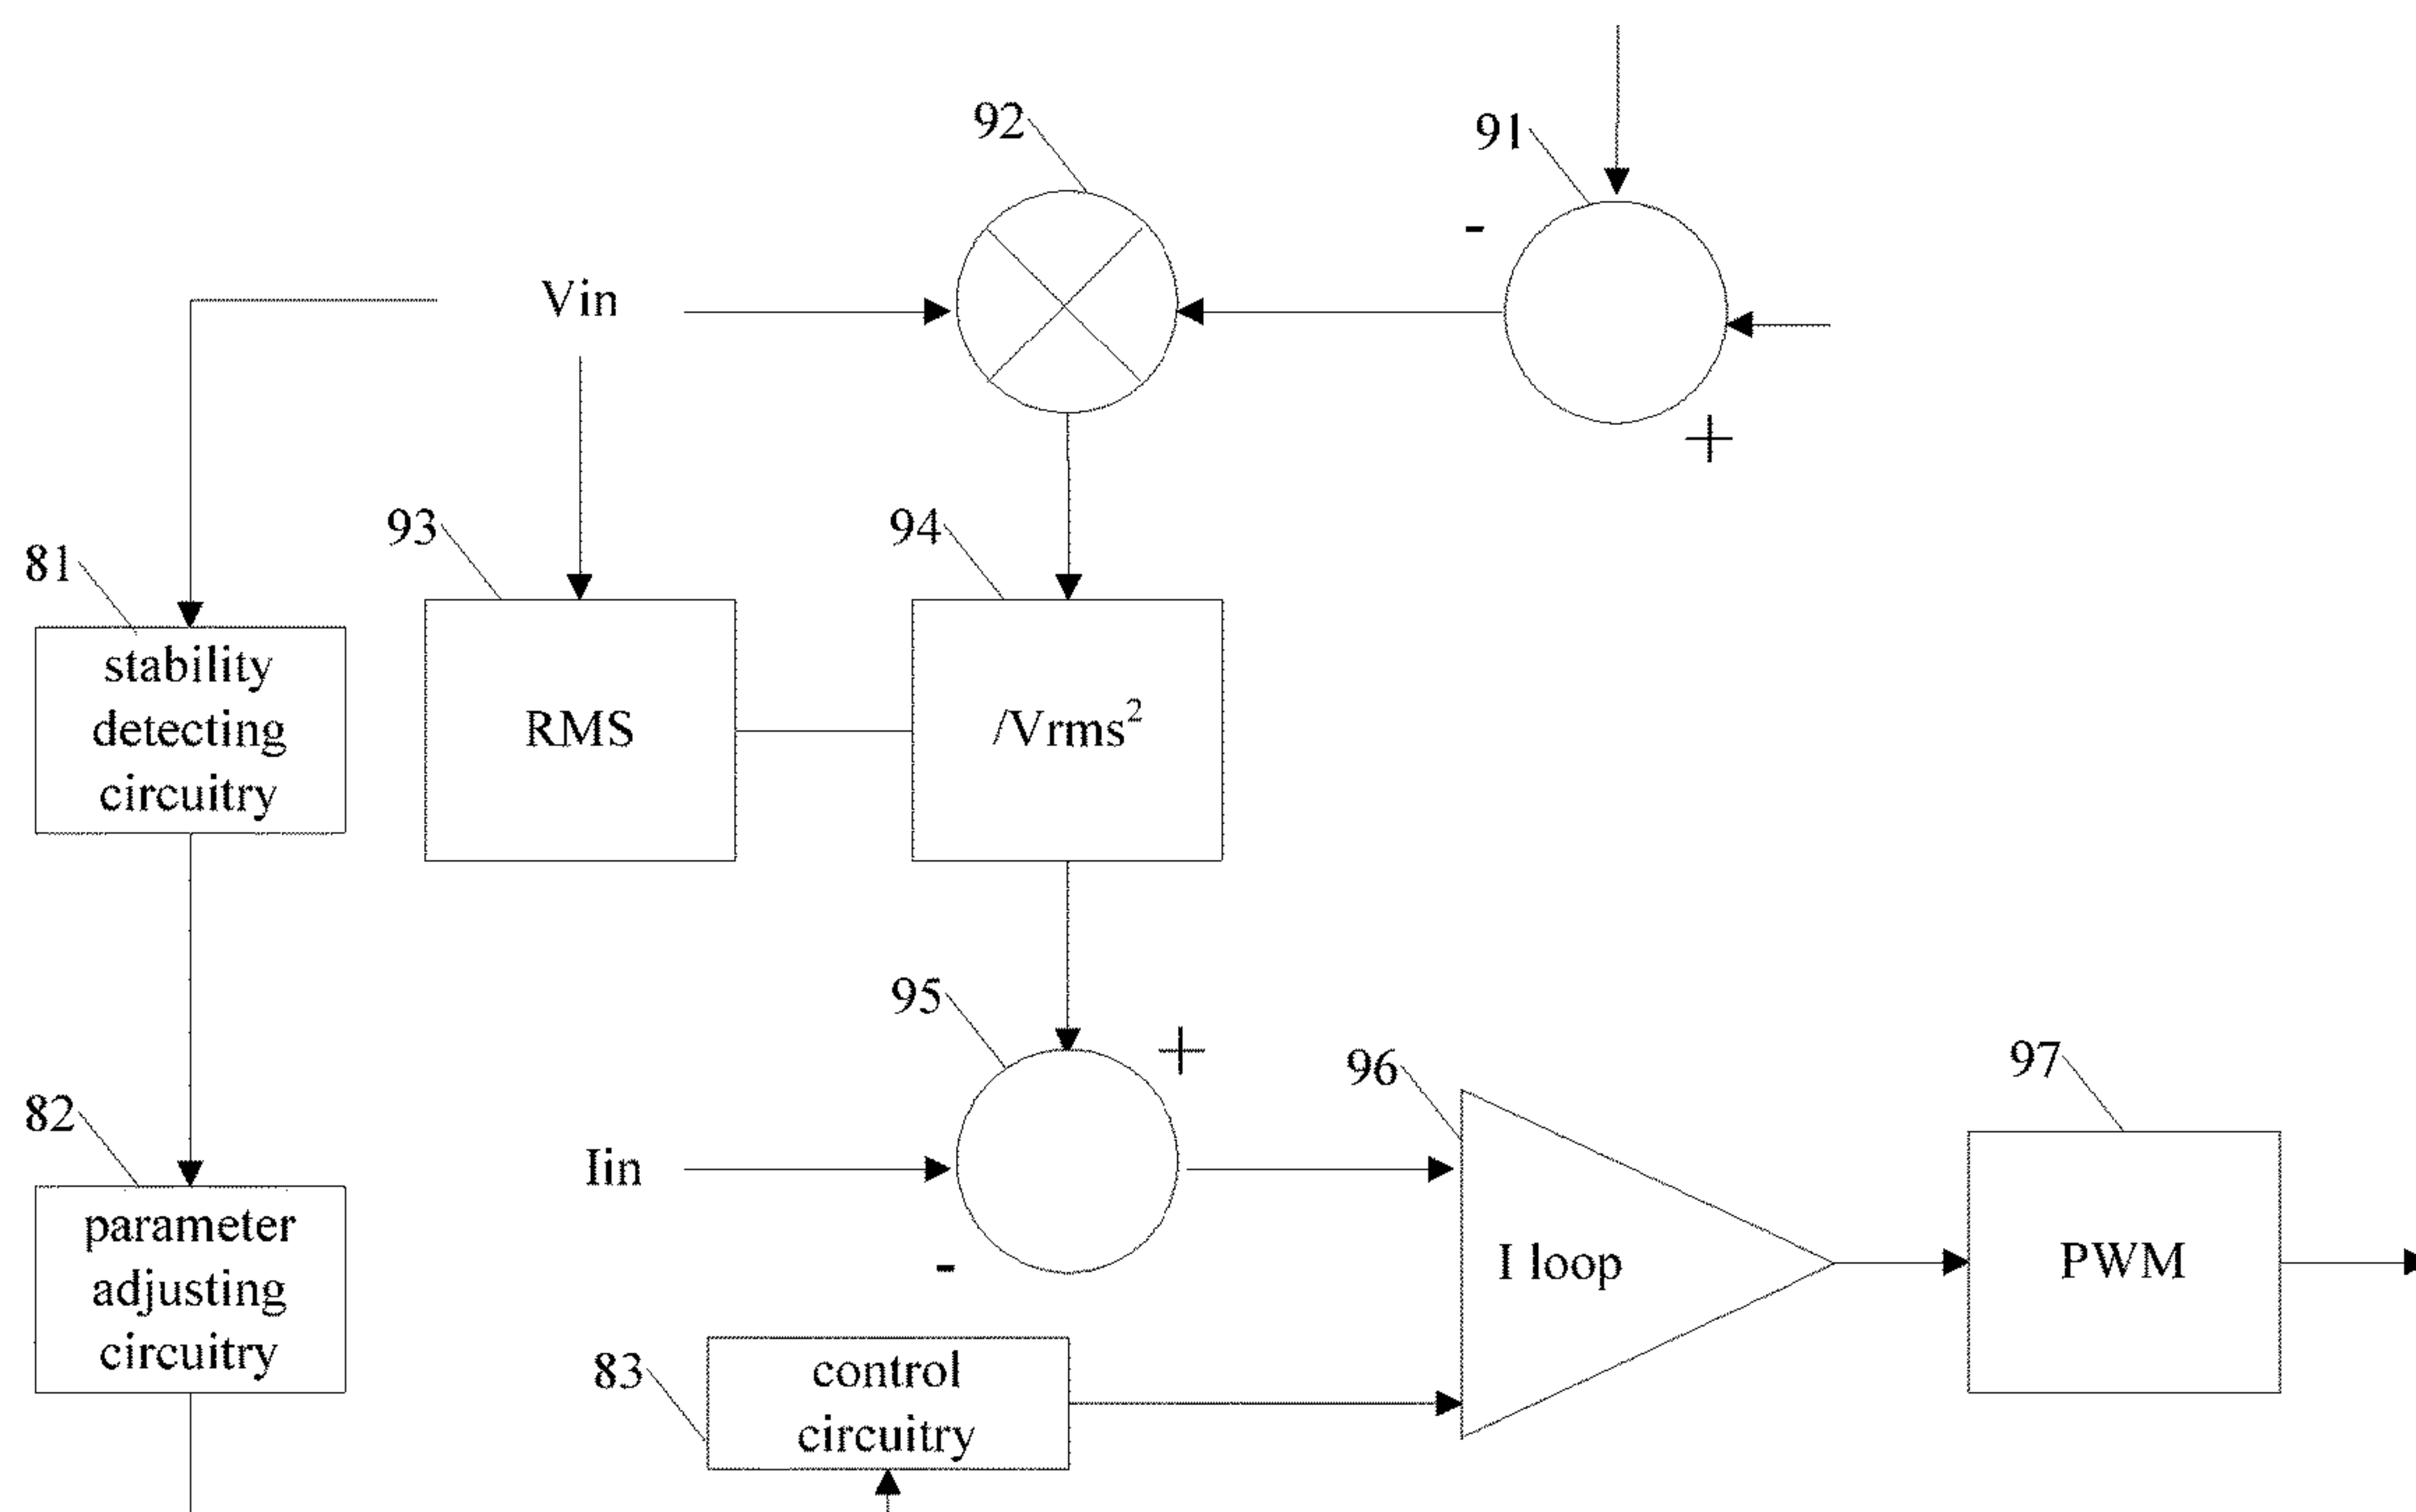 92
91
-
Vin
+
93
94
81
stability
detecting
circuitry
RMS
/Vrms²
95
+
96
97
82
Iin
parameter
adjusting
circuitry
-
I loop
PWM
83
control
circuitry